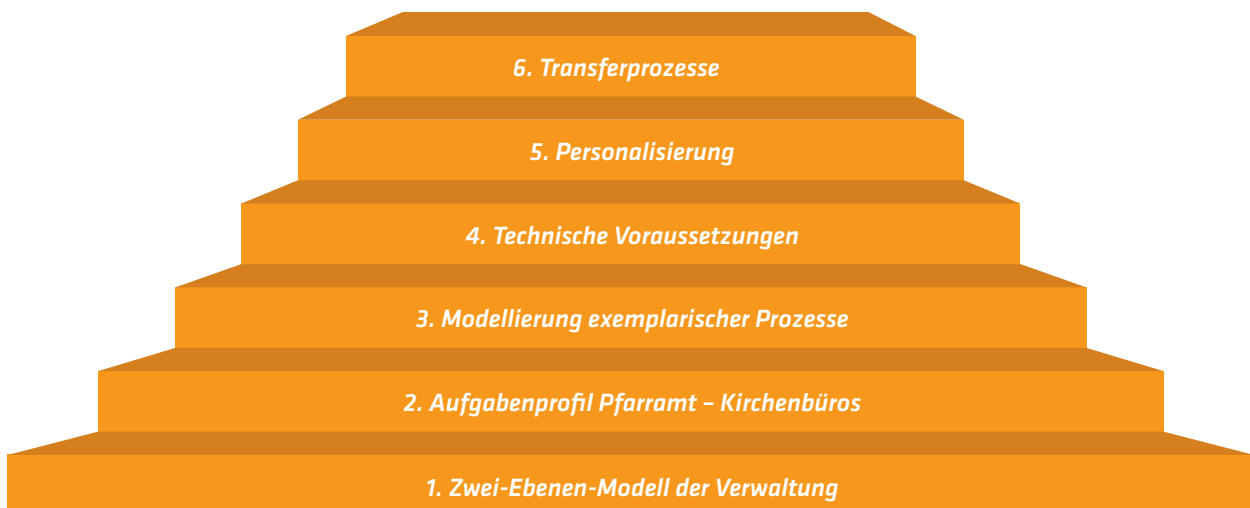 6. Transferprozesse
5. Personalisierung
4. Technische Voraussetzungen
3. Modellierung exemplarischer Prozesse
2. Aufgabenprofil Pfarramt – Kirchenbüros
1. Zwei-Ebenen-Modell der Verwaltung